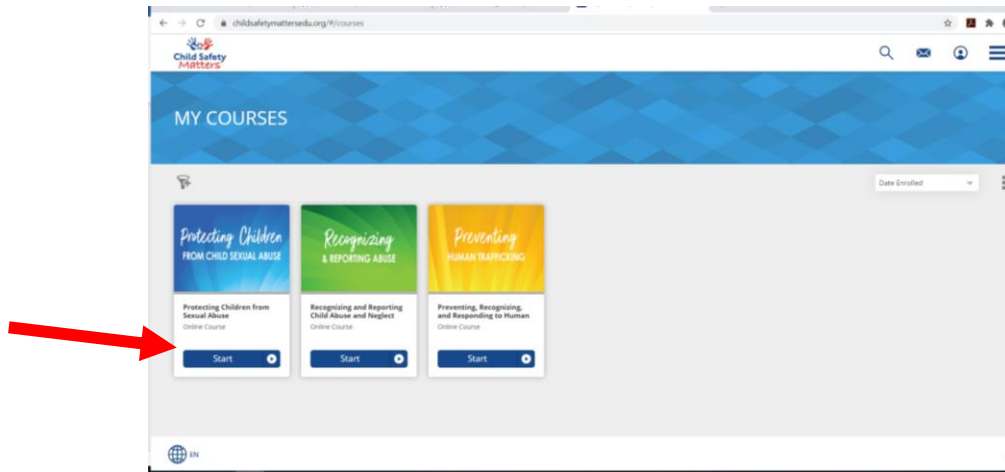 childsafetymattersedu.org/#/courses
Child Safety
Matters
MY COURSES
Date Enrolled
Protecting Children
FROM CHILD SEXUAL ABUSE
Recognizing
& REPORTING ABUSE
Preventing
HUMAN TRAFFICKING
Protecting Children from
Sexual Abuse
Online Course
Start
Recognizing and Reporting
Child Abuse and Neglect
Online Course
Start
Preventing, Recognizing,
and Responding to Human
Online Course
Start
EN